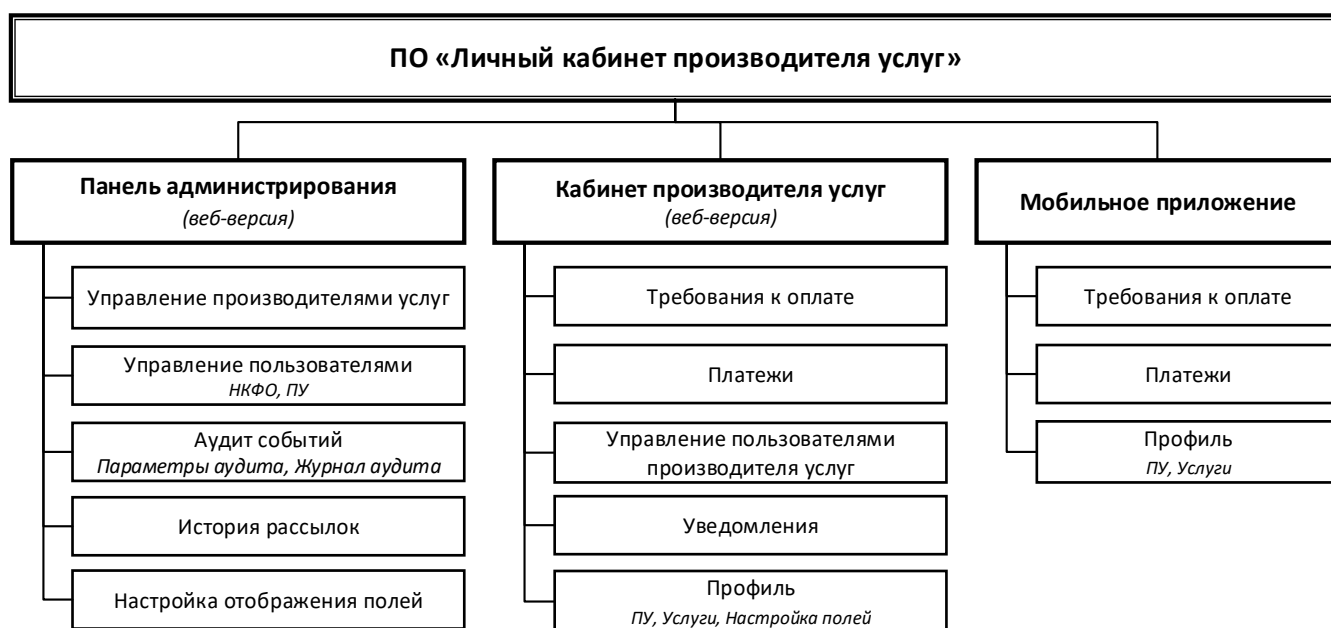 ПО «Личный кабинет производителя услуг»
Панель администрирования
(веб-версия)
Управление производителями услуг
Управление пользователями
НКФО, ПУ
Аудит событий
Параметры аудита, Журнал аудита
История рассылок
Настройка отображения полей
Кабинет производителя услуг
(веб-версия)
Требования к оплате
Платежи
Управление пользователями
производителя услуг
Уведомления
Профиль
ПУ, Услуги, Настройка полей
Мобильное приложение
Требования к оплате
Платежи
Профиль
ПУ, Услуги